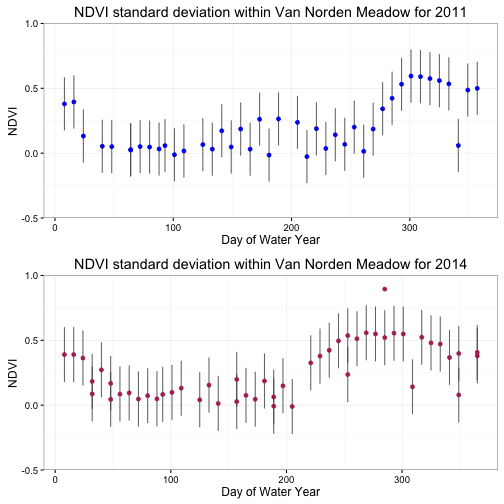 NDVI standard deviation within Van Norden Meadow for 2011
1.0
0.5
0.0
-0.5
NDVI
0
100
200
300
Day of Water Year
NDVI standard deviation within Van Norden Meadow for 2014
1.0
0.5
0.0
-0.5
NDVI
0
100
200
300
Day of Water Year